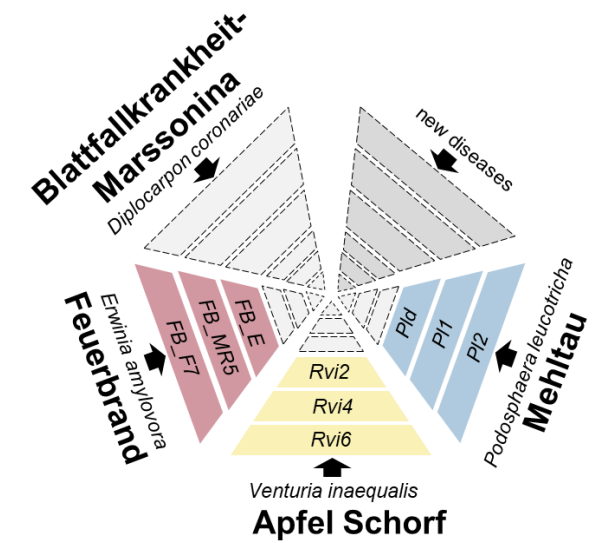 Blattfallkrankheit-
Marssonina
Diplocarpon coronariae
new diseases
Feuerbrand
Erwinia amylovora
FB_F7
FB_MR5
FB_E
Pld
Pl1
Pl2
Podosphaera leucotricha
Mehltau
Rvi2
Rvi4
Rvi6
Venturia inaequalis
Apfel Schorf